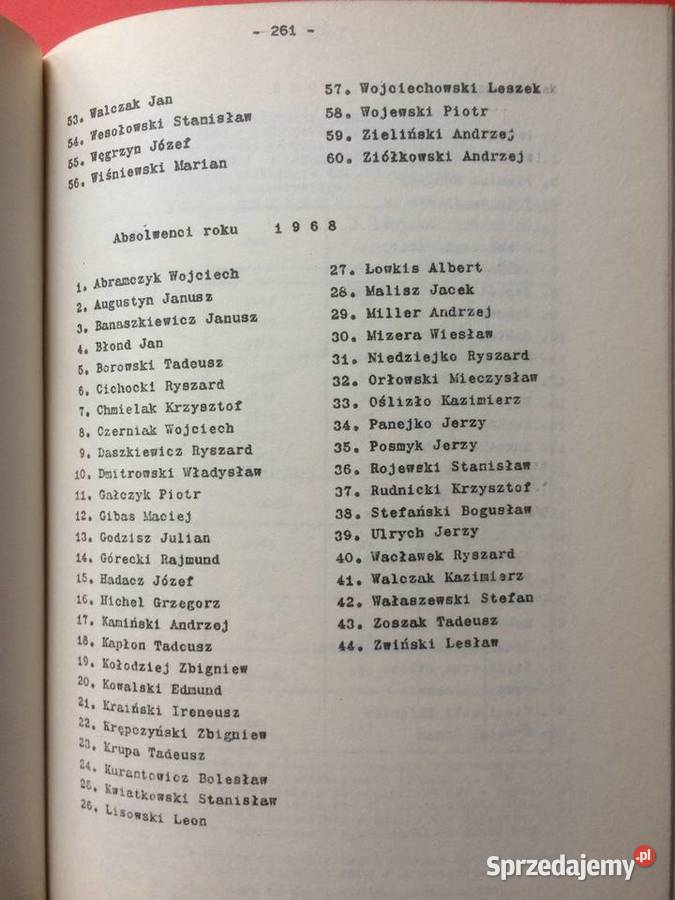 - 261 -
53. Walczak Jan
54. Wesołowski Stanisław
55. Węgrzyn Józef
56. Wiśniewski Marian
57. Wojciechowski Leszek
58. Wojewski Piotr
59. Zieliński Andrzej
60. Ziółkowski Andrzej
Absolwenci roku 1 9 6 8
1. Abramczyk Wojciech
2. Augustyn Janusz
3. Banaszkiewicz Janusz
4. Błond Jan
5. Borowski Tadeusz
6. Cichocki Ryszard
7. Chmielak Krzysztof
8. Czerniak Wojciech
9. Daszkiewicz Ryszard
10. Dmitrowski Władysław
11. Gałczyk Piotr
12. Gibas Maciej
13. Godzisz Julian
14. Górecki Rajmund
15. Hadacz Józef
16. Hichel Grzegorz
17. Kamiński Andrzej
18. Kapłon Tadeusz
19. Kołodziej Zbigniew
20. Kowalski Edmund
21. Kraiński Ireneusz
22. Krępczyński Zbigniew
23. Krupa Tadeusz
24. Kurantowicz Bolesław
25. Kwiatkowski Stanisław
26. Lisowski Leon
27. Łowkis Albert
28. Malisz Jacek
29. Miller Andrzej
30. Mizera Wiesław
31. Niedziejko Ryszard
32. Orłowski Mieczysław
33. Oślizło Kazimierz
34. Panejko Jerzy
35. Posmyk Jerzy
36. Rojewski Stanisław
37. Rudnicki Krzysztof
38. Stefański Bogusław
39. Ulrych Jerzy
40. Wacławek Ryszard
41. Walczak Kazimierz
42. Wałaszewski Stefan
43. Zoszak Tadeusz
44. Zwiński Lesław
Sprzedajemy.pl